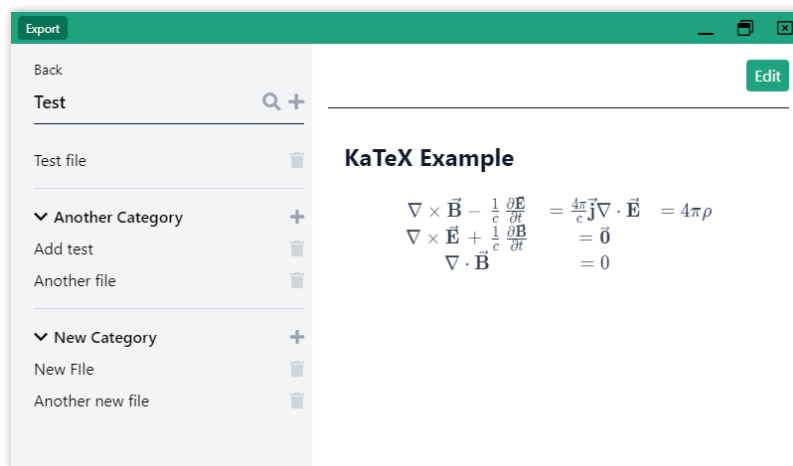 Export
Back
Test
Test file
Another Category
Add test
Another file
New Category
New FIle
Another new file
Edit
KaTeX Example
∇ × B⃗ − 1/c ∂E⃗/∂t = 4π/c j⃗ ∇ · E⃗ = 4πρ
∇ × E⃗ + 1/c ∂B⃗/∂t = 0⃗
∇ · B⃗ = 0